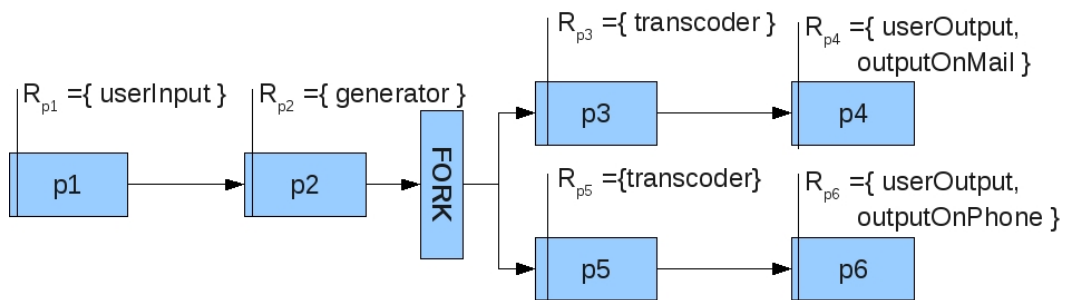 R_p3 ={ transcoder }
R_p4 ={ userOutput,
outputOnMail }
R_p1 ={ userInput }
R_p2 ={ generator }
p3
p4
FORK
p1
p2
R_p5 ={transcoder}
R_p6 ={ userOutput,
outputOnPhone }
p5
p6